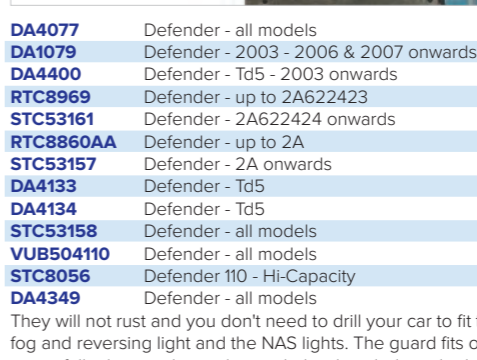 DA4077 Defender - all models
DA1079 Defender - 2003 - 2006 & 2007 onwards
DA4400 Defender - Td5 - 2003 onwards
RTC8969 Defender - up to 2A622423
STC53161 Defender - 2A622424 onwards
RTC8860AA Defender - up to 2A
STC53157 Defender - 2A onwards
DA4133 Defender - Td5
DA4134 Defender - Td5
STC53158 Defender - all models
VUB504110 Defender - all models
STC8056 Defender 110 - Hi-Capacity
DA4349 Defender - all models
They will not rust and you don't need to drill your car to fit
fog and reversing light and the NAS lights. The guard fits